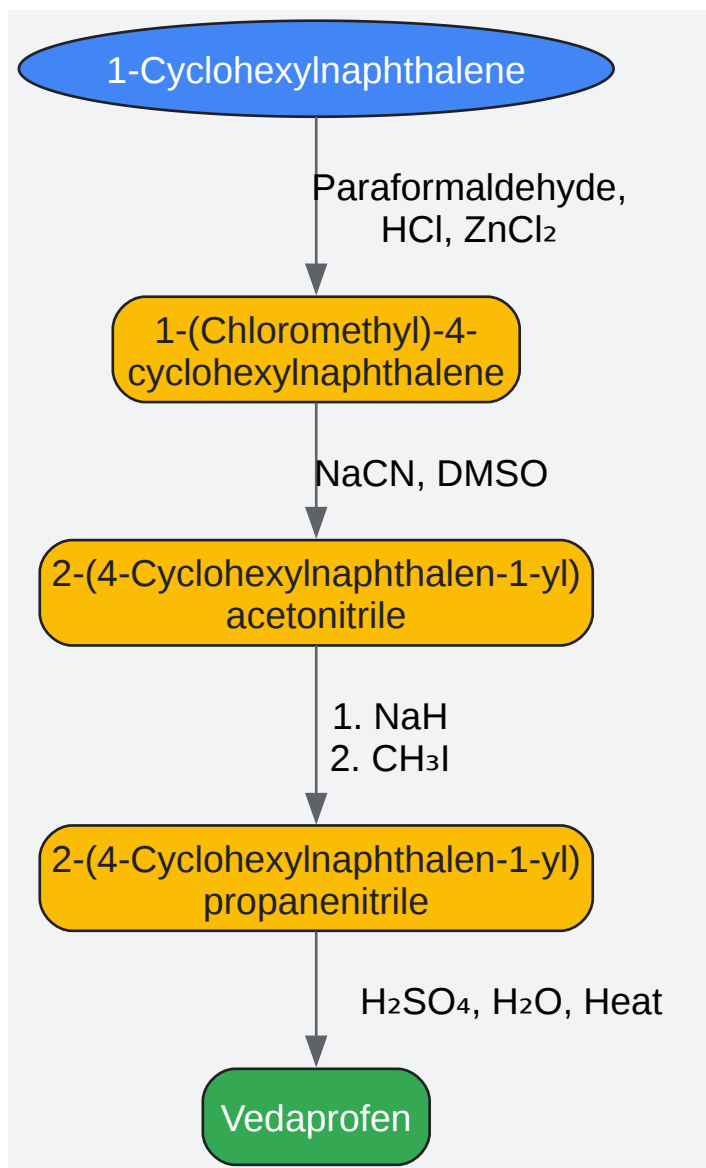 1-Cyclohexylnaphthalene
Paraformaldehyde,
HCl, ZnCl₂
1-(Chloromethyl)-4-
cyclohexylnaphthalene
NaCN, DMSO
2-(4-Cyclohexylnaphthalen-1-yl)
acetonitrile
1. NaH
2. CH₃I
2-(4-Cyclohexylnaphthalen-1-yl)
propanenitrile
H₂SO₄, H₂O, Heat
Vedaprofen